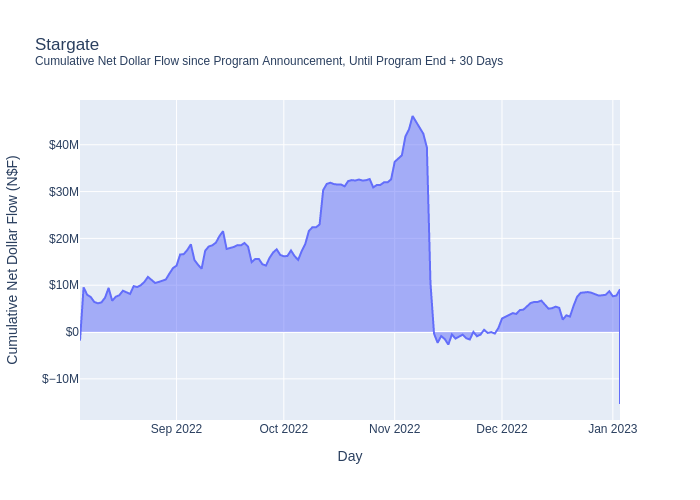 Stargate
Cumulative Net Dollar Flow since Program Announcement, Until Program End + 30 Days
Cumulative Net Dollar Flow (N$F)
$40M
$30M
$20M
$10M
$0
$−10M
Sep 2022
Oct 2022
Nov 2022
Dec 2022
Jan 2023
Day